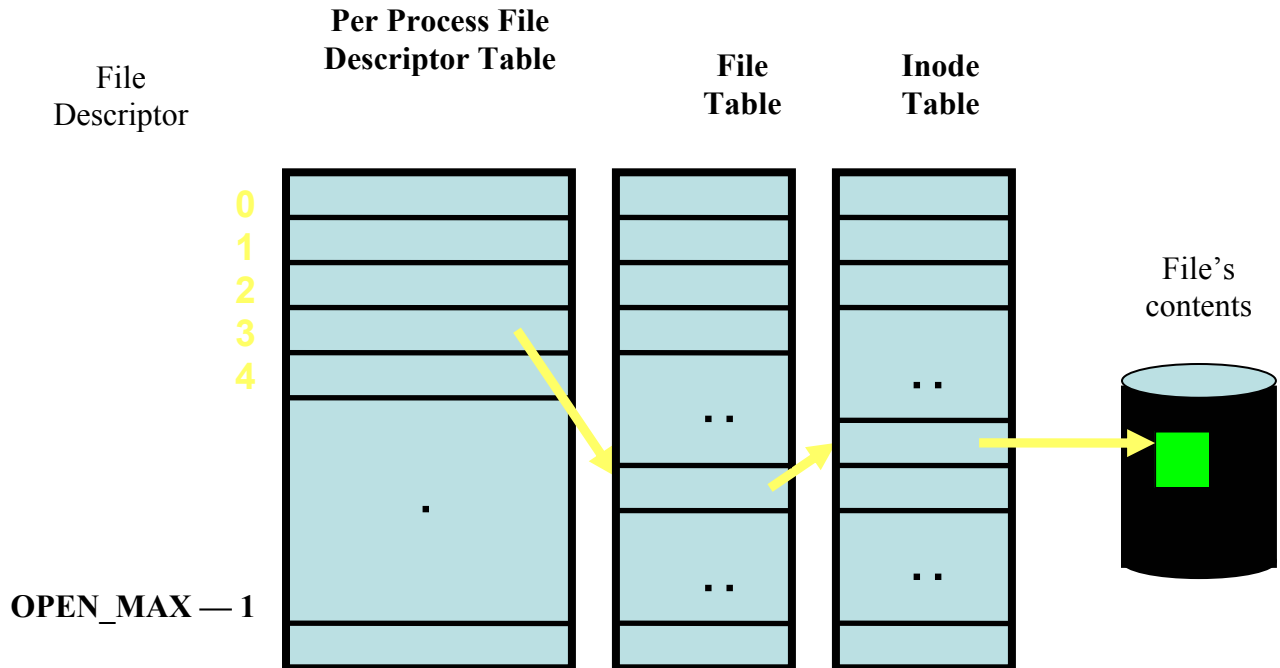 Per Process File
Descriptor Table
File
Descriptor
File
Table
Inode
Table
0
1
2
3
4
File's
contents
. .
. .
.
. .
. .
OPEN_MAX — 1